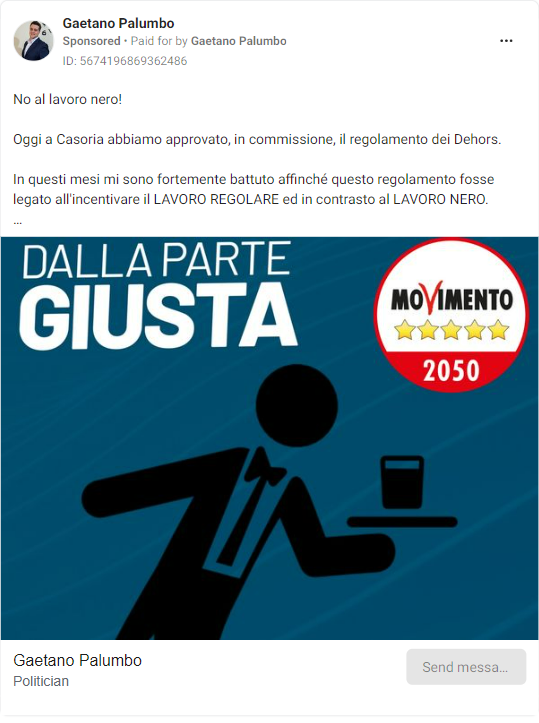 Gaetano Palumbo
Sponsored • Paid for by Gaetano Palumbo
ID: 5674196869362486
No al lavoro nero!
Oggi a Casoria abbiamo approvato, in commissione, il regolamento dei Dehors.
In questi mesi mi sono fortemente battuto affinché questo regolamento fosse
legato all'incentivare il LAVORO REGOLARE ed in contrasto al LAVORO NERO.
...
DALLA PARTE
GIUSTA
MOVIMENTO
2050
Gaetano Palumbo
Politician
Send messa...